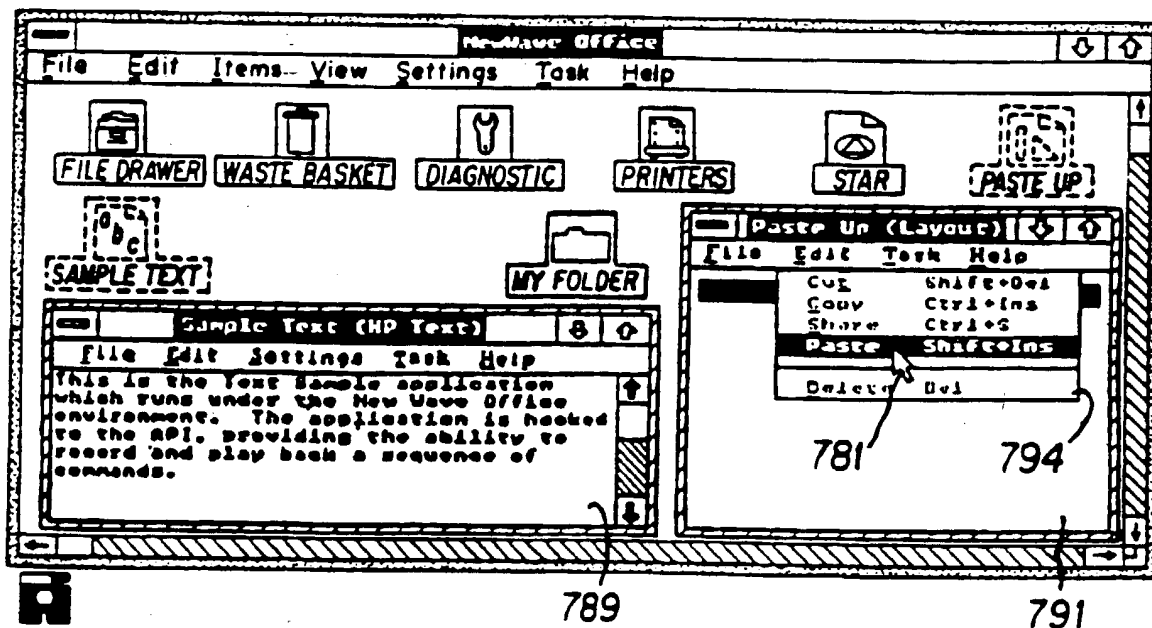 NewWave Office
File Edit Items View Settings Task Help
FILE DRAWER WASTE BASKET DIAGNOSTIC PRINTERS STAR PASTE UP
SAMPLE TEXT MY FOLDER
Paste Up (Layout)
File Edit Task Help
Cut Shift+Del
Copy Ctrl+Ins
Share Ctrl+S
Paste Shift+Ins
Delete Del
Sample Text (HP Text)
File Edit Settings Task Help
This is the Text Sample application
which runs under the New Wave Office
environment. The application is hooked
to the API, providing the ability to
record and play back a sequence of
commands.
a b c
781 794
789 791